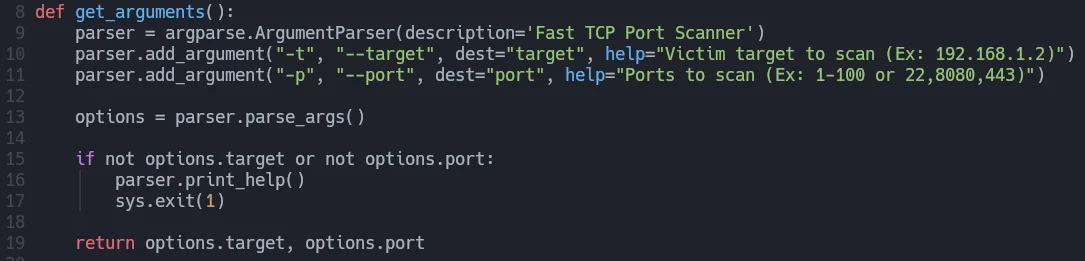 8 def get_arguments():
9     parser = argparse.ArgumentParser(description='Fast TCP Port Scanner')
10     parser.add_argument("-t", "--target", dest="target", help="Victim target to scan (Ex: 192.168.1.2)")
11     parser.add_argument("-p", "--port", dest="port", help="Ports to scan (Ex: 1-100 or 22,8080,443)")
12
13     options = parser.parse_args()
14
15     if not options.target or not options.port:
16         parser.print_help()
17         sys.exit(1)
18
19     return options.target, options.port